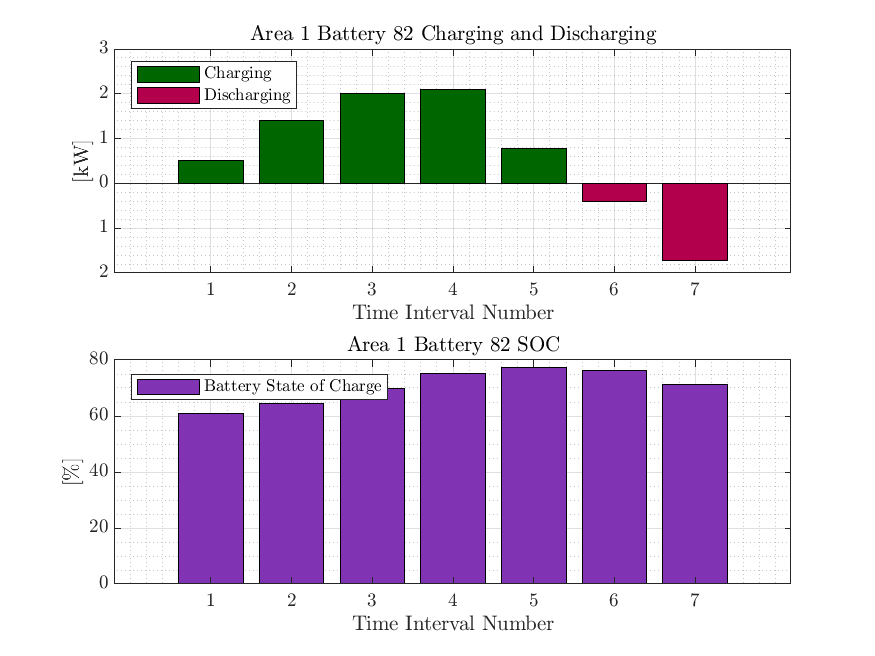 Area 1 Battery 82 Charging and Discharging
3
Charging
2
Discharging
1
[kW]
0
1
2
1 2 3 4 5 6 7
Time Interval Number
Area 1 Battery 82 SOC
80
Battery State of Charge
60
[%]
40
20
0
1 2 3 4 5 6 7
Time Interval Number